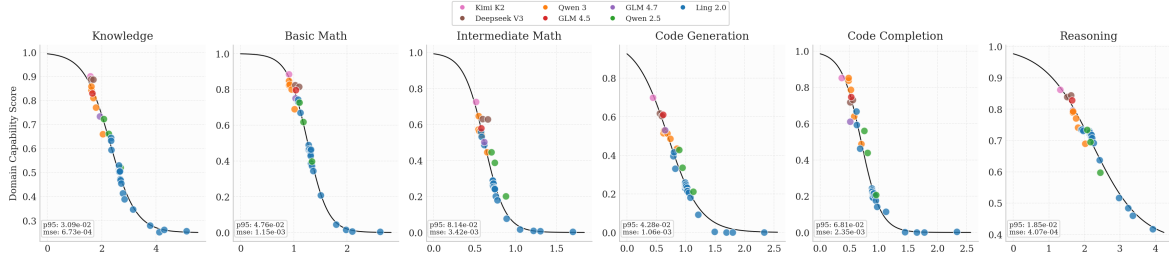 Kimi K2 Qwen 3 GLM 4.7 Ling 2.0
Deepseek V3 GLM 4.5 Qwen 2.5
Knowledge Basic Math Intermediate Math Code Generation Code Completion Reasoning
Domain Capability Score
1.0
0.9
0.8
0.7
0.6
0.5
0.4
0.3
p95: 3.09e-02
mse: 6.73e-04
0 2 4
1.0
0.8
0.6
0.4
0.2
0.0
p95: 4.76e-02
mse: 1.15e-03
0 1 2
1.0
0.8
0.6
0.4
0.2
0.0
p95: 8.14e-02
mse: 3.42e-03
0.0 0.5 1.0 1.5
0.8
0.6
0.4
0.2
0.0
p95: 4.28e-02
mse: 1.06e-03
0.0 0.5 1.0 1.5 2.0 2.5
1.0
0.8
0.6
0.4
0.2
0.0
p95: 6.81e-02
mse: 2.35e-03
0.0 0.5 1.0 1.5 2.0 2.5
1.0
0.9
0.8
0.7
0.6
0.5
0.4
p95: 1.85e-02
mse: 4.07e-04
0 1 2 3 4